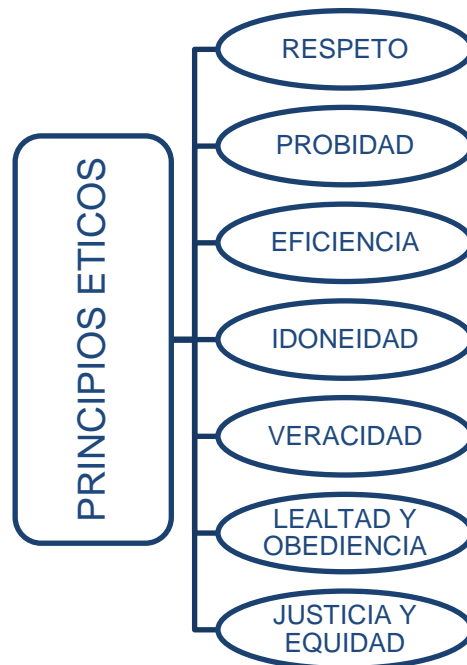 PRINCIPIOS ETICOS
RESPETO
PROBIDAD
EFICIENCIA
IDONEIDAD
VERACIDAD
LEALTAD Y
OBEDIENCIA
JUSTICIA Y
EQUIDAD